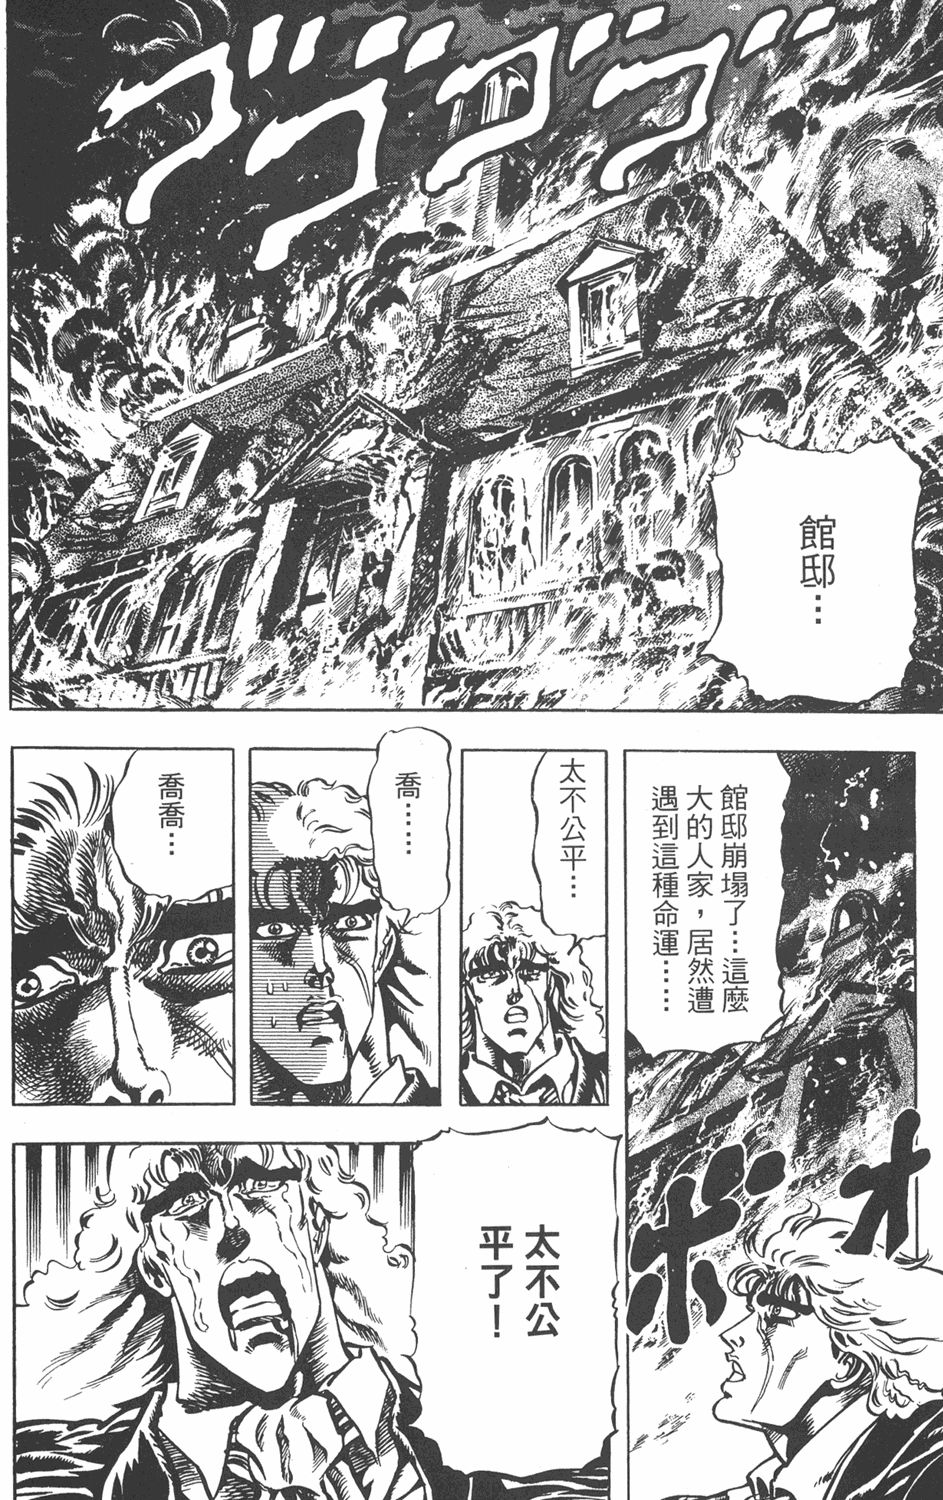 ゴゴゴゴ
館邸…
館邸崩塌了…這麼
大的人家，居然遭
遇到這種命運……
オ
ボ
太不公平…
喬……
喬喬…
太不公
平了！